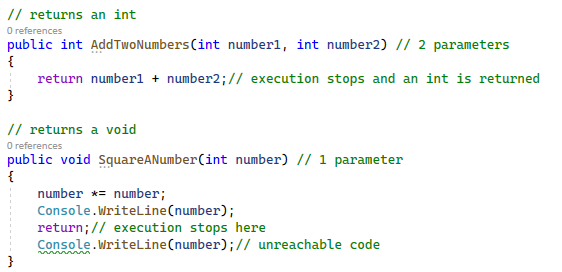 // returns an int
0 references
public int AddTwoNumbers(int number1, int number2) // 2 parameters
{
    return number1 + number2;// execution stops and an int is returned
}

// returns a void
0 references
public void SquareANumber(int number) // 1 parameter
{
    number *= number;
    Console.WriteLine(number);
    return;// execution stops here
    Console.WriteLine(number);// unreachable code
}